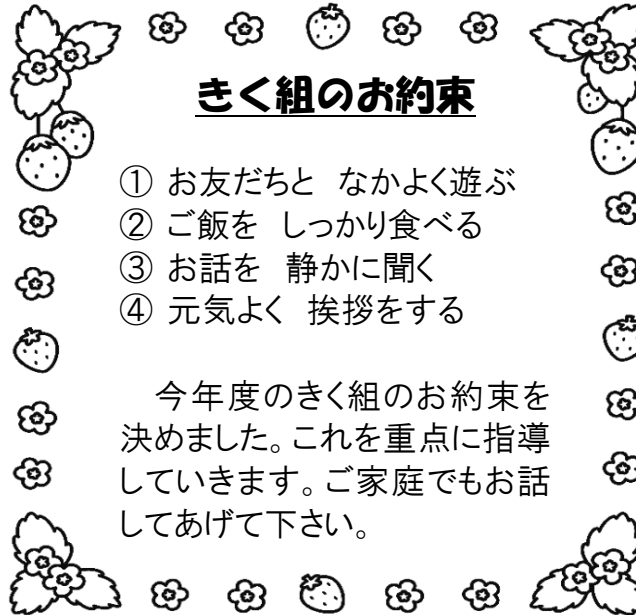 きく組のお約束
① お友だちと　なかよく遊ぶ
② ご飯を　しっかり食べる
③ お話を　静かに聞く
④ 元気よく　挨拶をする
　今年度のきく組のお約束を
決めました。これを重点に指導
していきます。ご家庭でもお話
してあげて下さい。